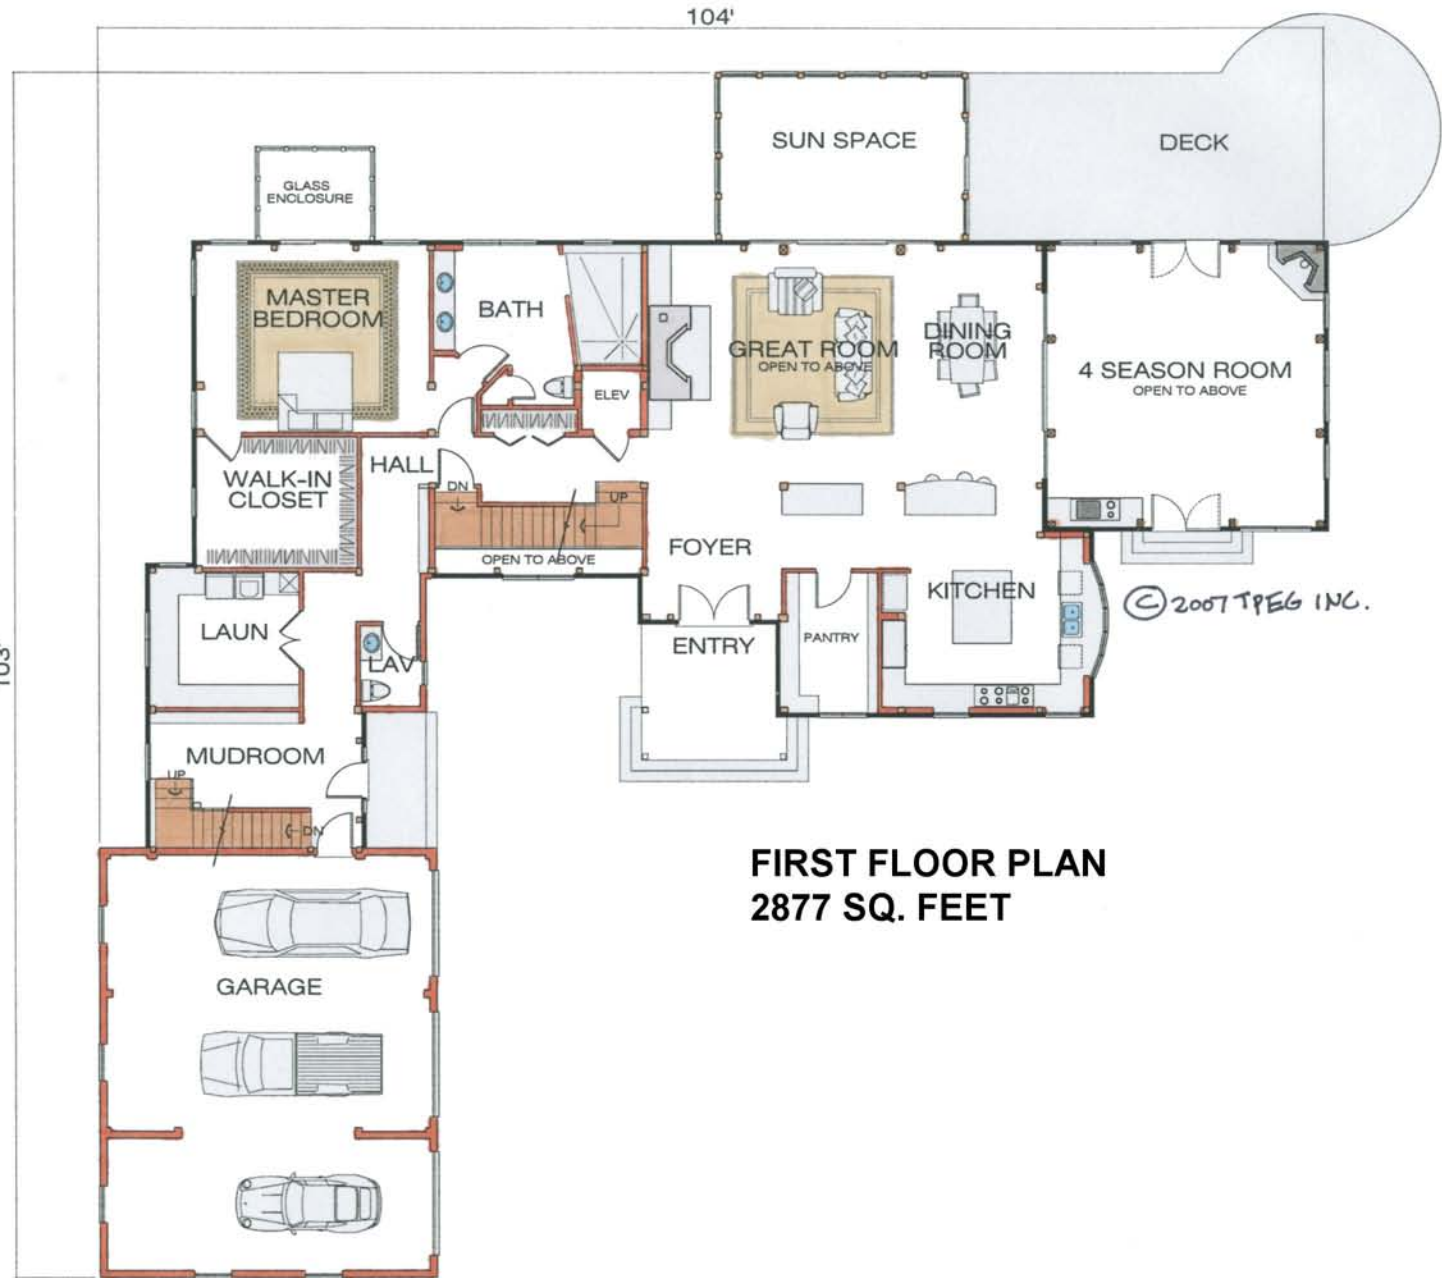 104'
103'
SUN SPACE
DECK
GLASS
ENCLOSURE
MASTER
BEDROOM
BATH
ELEV
GREAT ROOM
OPEN TO ABOVE
DINING
ROOM
4 SEASON ROOM
OPEN TO ABOVE
WALK-IN
CLOSET
HALL
DN
UP
OPEN TO ABOVE
FOYER
KITCHEN
© 2007 TPEG INC.
LAUN
LAV
ENTRY
PANTRY
MUDROOM
UP
DN
FIRST FLOOR PLAN
2877 SQ. FEET
GARAGE